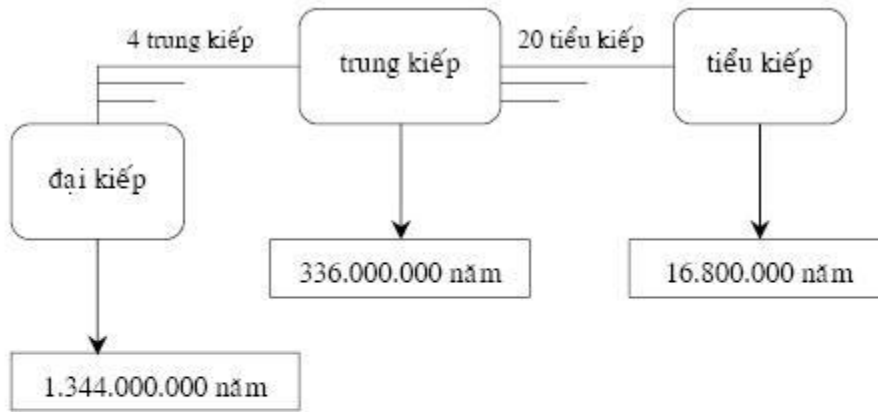 4 trung kiếp
trung kiếp
20 tiểu kiếp
tiểu kiếp
đại kiếp
336.000.000 năm
16.800.000 năm
1.344.000.000 năm